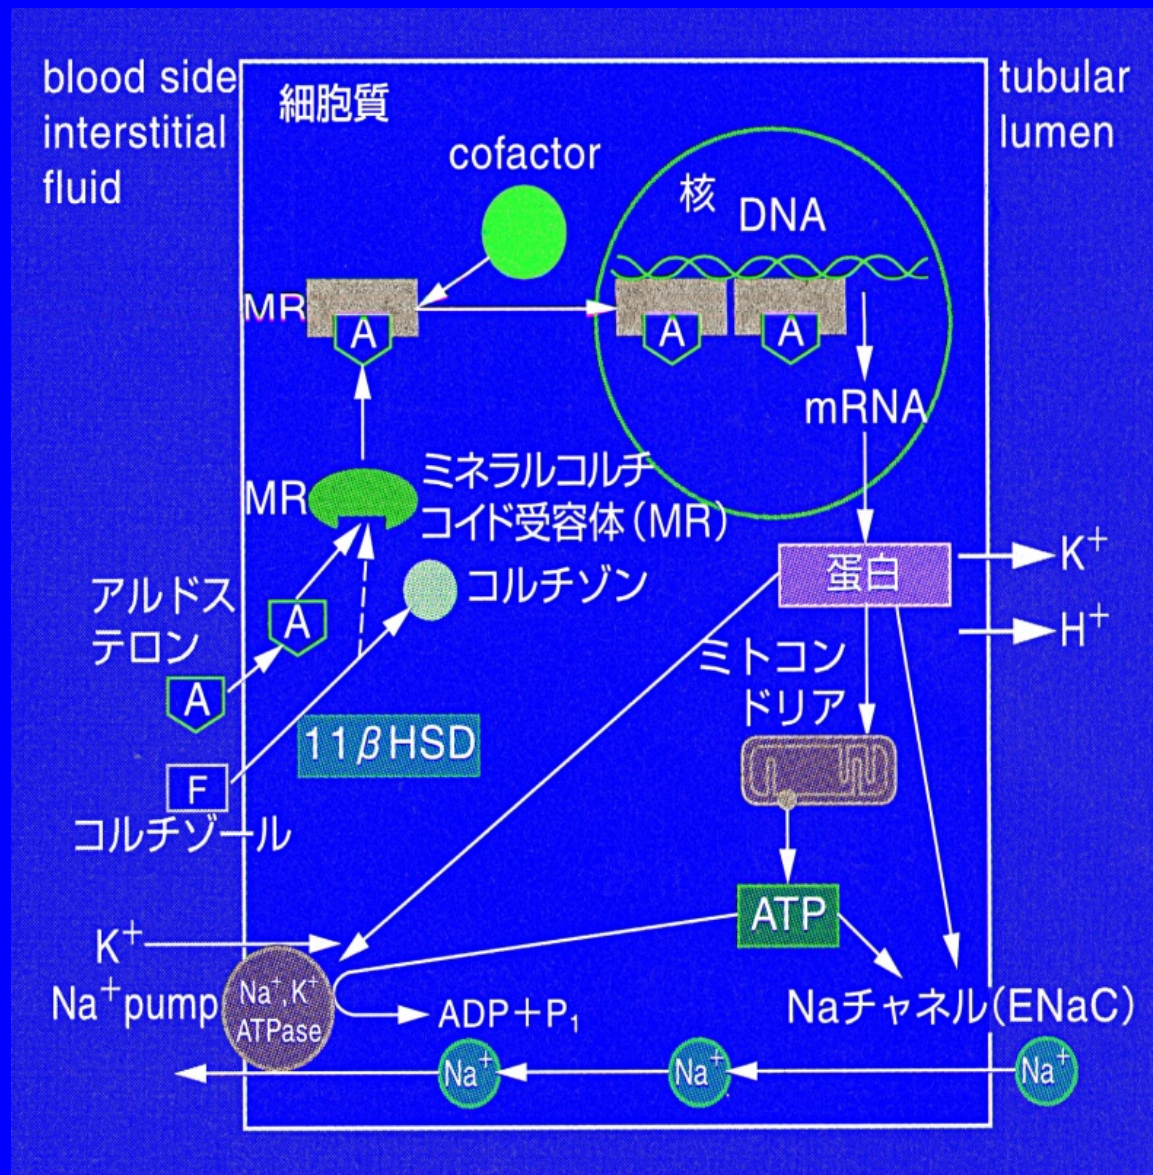 blood side
interstitial
fluid
細胞質
tubular
lumen
cofactor
核
DNA
MR
A
A
A
mRNA
MR
ミネラルコルチ
コイド受容体(MR)
コルチゾン
アルドス
テロン
A
A
蛋白
K⁺
H⁺
ミトコン
ドリア
11βHSD
F
コルチゾール
ATP
K⁺
Na⁺pump
Na⁺,K⁺
ATPase
ADP+P₁
Naチャネル(ENaC)
Na⁺
Na⁺
Na⁺